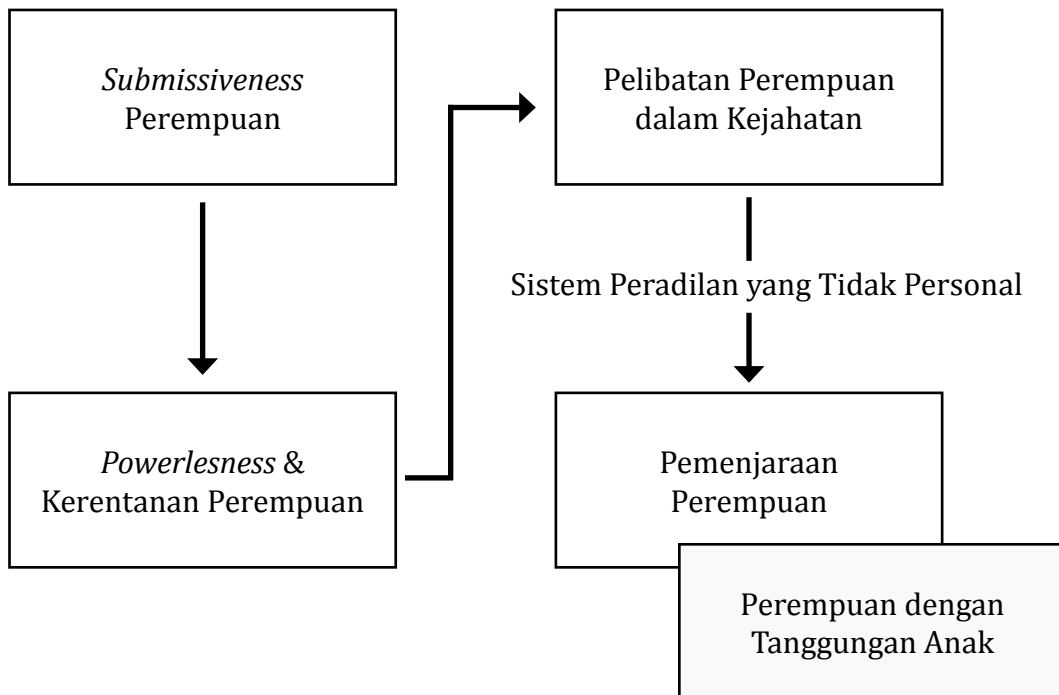 Submissiveness
Perempuan
Powerlesness &
Kerentanan Perempuan
Pelibatan Perempuan
dalam Kejahatan
Sistem Peradilan yang Tidak Personal
Pemenjaraan
Perempuan
Perempuan dengan
Tanggungan Anak